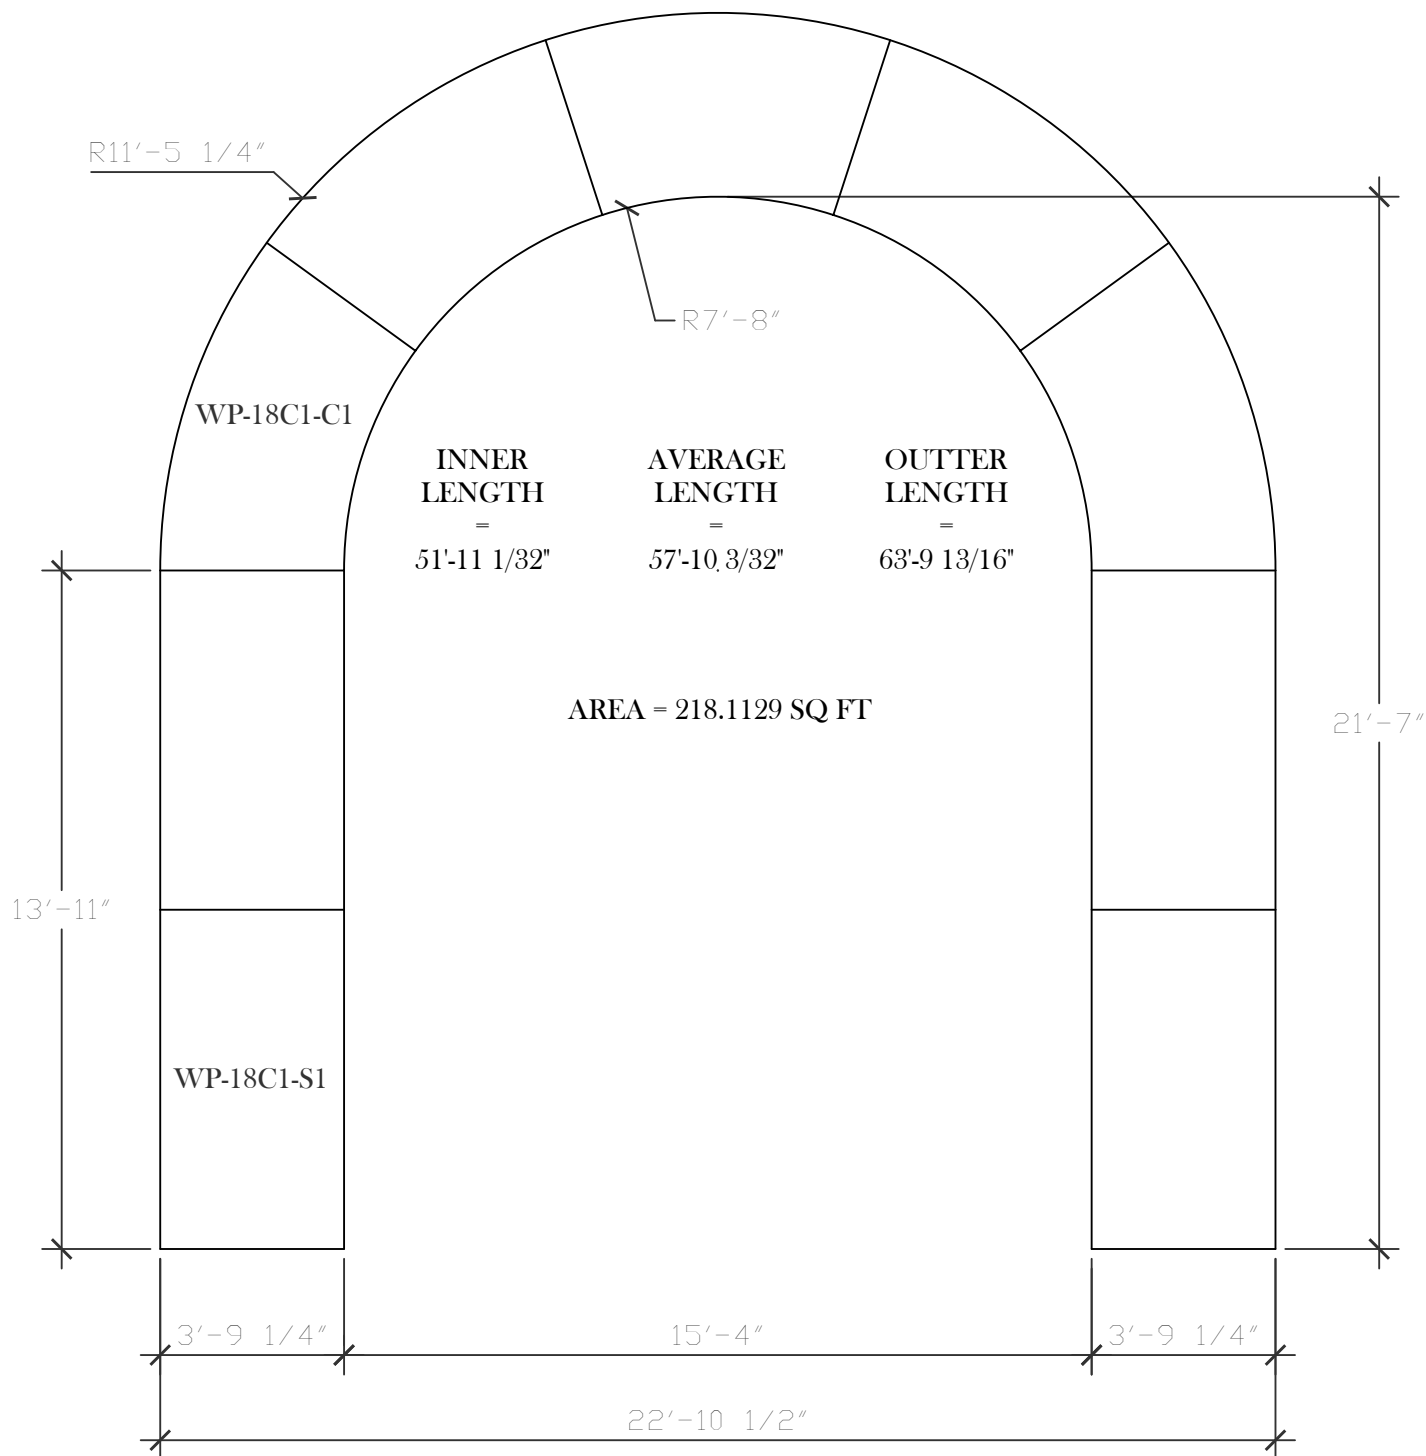 R11'-5 1/4"
R7'-8"
WP-18C1-C1
INNER
LENGTH
=
51'-11 1/32"
AVERAGE
LENGTH
=
57'-10 3/32"
OUTTER
LENGTH
=
63'-9 13/16"
AREA = 218.1129 SQ FT
21'-7"
13'-11"
WP-18C1-S1
3'-9 1/4"
15'-4"
3'-9 1/4"
22'-10 1/2"